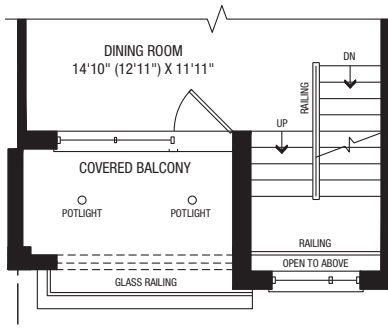 DINING ROOM
14'10" (12'11") X 11'11"
DN
RAILING
UP
COVERED BALCONY
POTLIGHT
POTLIGHT
RAILING
OPEN TO ABOVE
GLASS RAILING